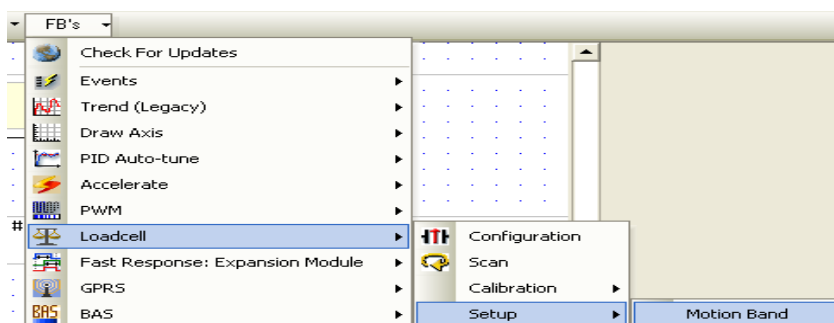 FB's
Check For Updates
Events
Trend (Legacy)
Draw Axis
PID Auto-tune
Accelerate
PWM
#
Loadcell
Configuration
Fast Response: Expansion Module
Scan
GPRS
Calibration
BAS
BAS
Setup
Motion Band